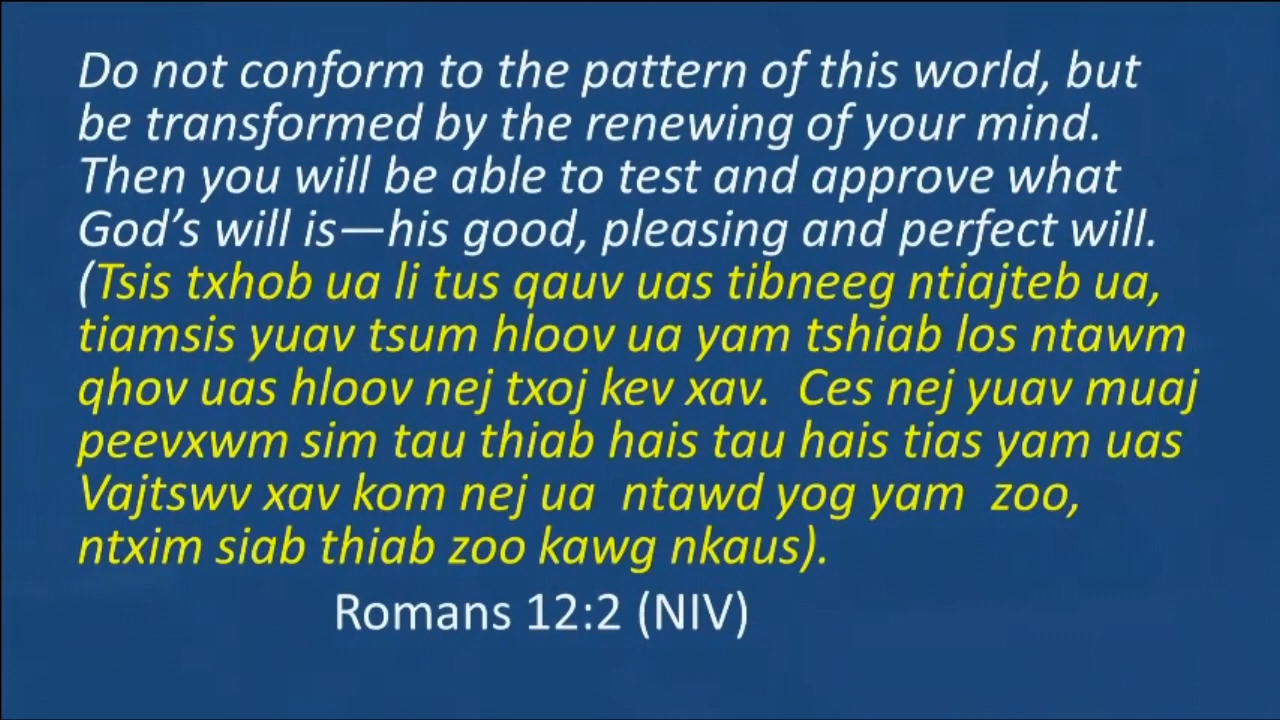 Do not conform to the pattern of this world, but
be transformed by the renewing of your mind.
Then you will be able to test and approve what
God’s will is—his good, pleasing and perfect will.
(Tsis txhob ua li tus qauv uas tibneeg ntiajteb ua,
tiamsis yuav tsum hloov ua yam tshiab los ntawm
qhov uas hloov nej txoj kev xav.  Ces nej yuav muaj
peevxwm sim tau thiab hais tau hais tias yam uas
Vajtswv xav kom nej ua  ntawd yog yam  zoo,
ntxim siab thiab zoo kawg nkaus).
Romans 12:2 (NIV)